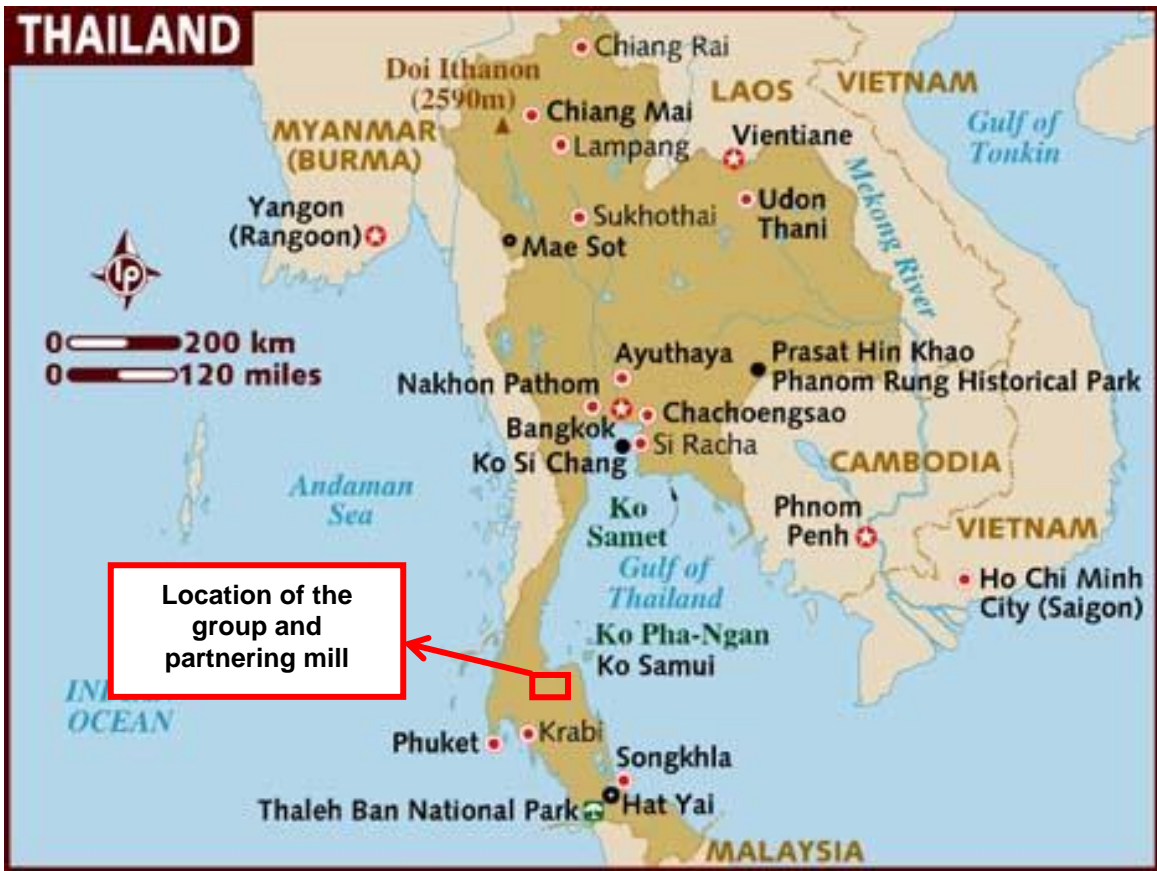 THAILAND
Chiang Rai
Doi Ithanon
(2590m)
Chiang Mai
LAOS
VIETNAM
MYANMAR
(BURMA)
Lampang
Vientiane
Gulf of
Tonkin
Mekong River
Yangon
(Rangoon)
Sukhothai
Udon
Thani
Mae Sot
lp
0 200 km
0 120 miles
Ayuthaya
Prasat Hin Khao
Phanom Rung Historical Park
Nakhon Pathom
Bangkok
Chachoengsao
Si Racha
Ko Si Chang
CAMBODIA
Andaman
Sea
Ko
Samet
Phnom
Penh
VIETNAM
Gulf of
Thailand
Ho Chi Minh
City (Saigon)
Location of the
group and
partnering mill
Ko Pha-Ngan
Ko Samui
OCEAN
Phuket
Krabi
Songkhla
Thaleh Ban National Park
Hat Yai
MALAYSIA